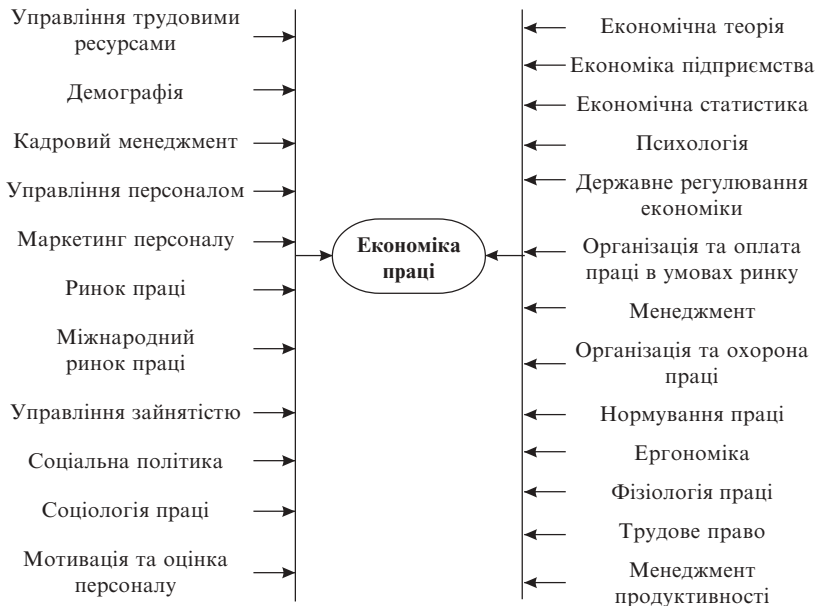 Управління трудовими
ресурсами
Демографія
Кадровий менеджмент
Управління персоналом
Маркетинг персоналу
Ринок праці
Міжнародний
ринок праці
Управління зайнятістю
Соціальна політика
Соціологія праці
Мотивація та оцінка
персоналу
Економіка
праці
Економічна теорія
Економіка підприємства
Економічна статистика
Психологія
Державне регулювання
економіки
Організація та оплата
праці в умовах ринку
Менеджмент
Організація та охорона
праці
Нормування праці
Ергономіка
Фізіологія праці
Трудове право
Менеджмент
продуктивності